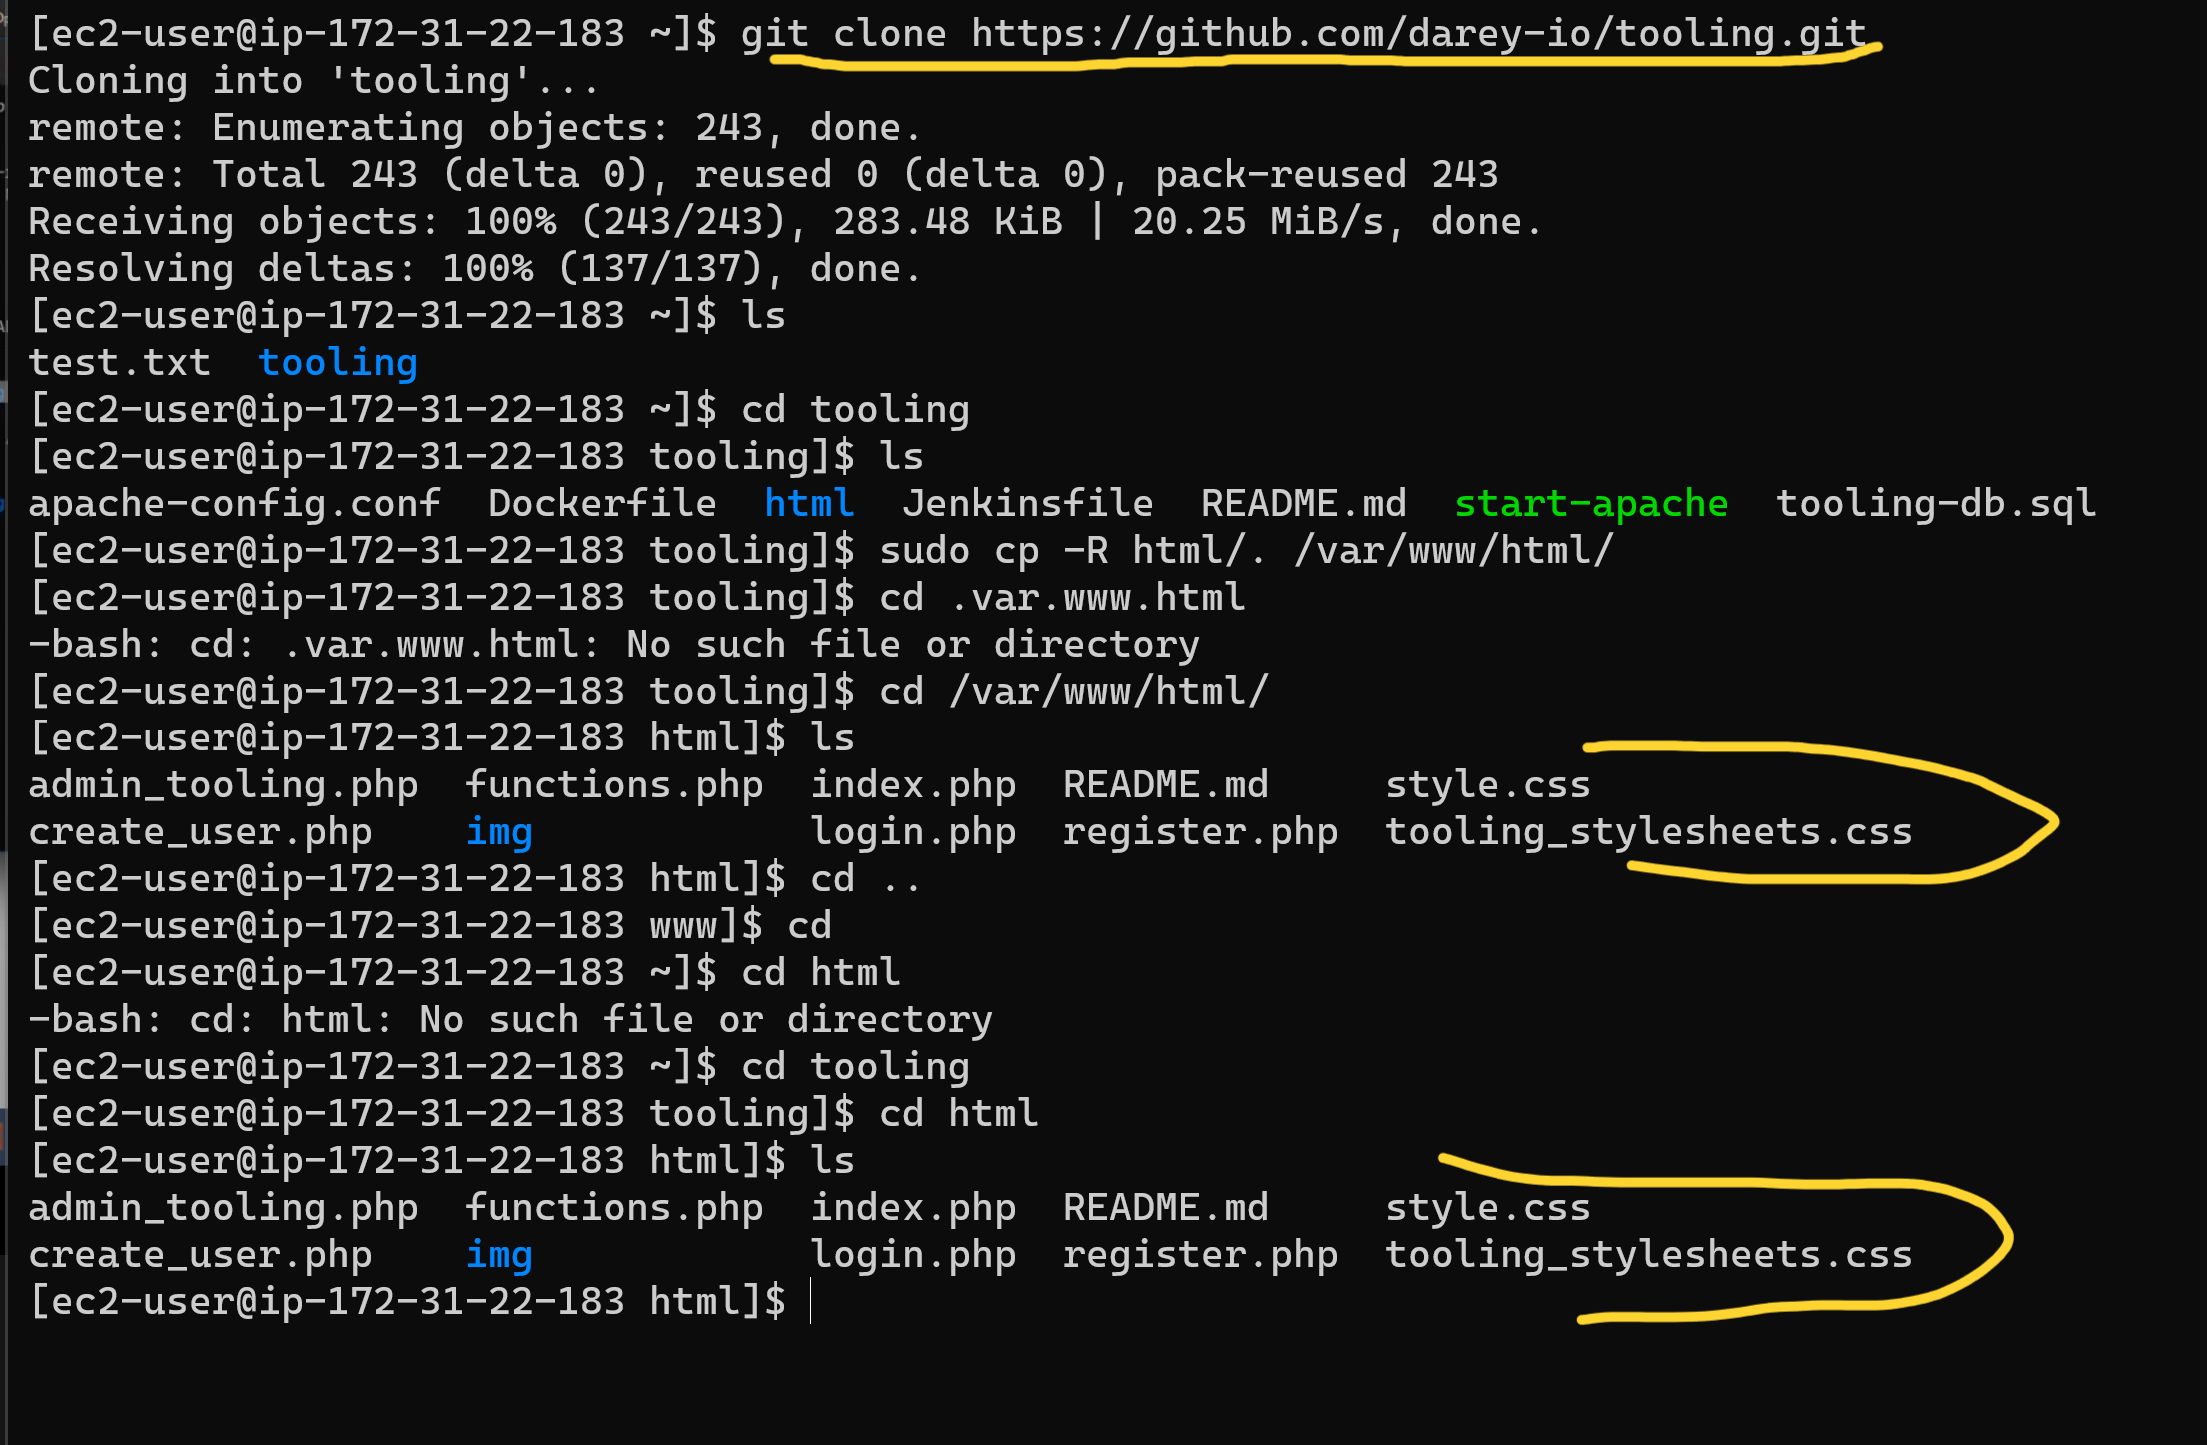 [ec2-user@ip-172-31-22-183 ~]$ git clone https://github.com/darey-io/tooling.git
Cloning into 'tooling'...
remote: Enumerating objects: 243, done.
remote: Total 243 (delta 0), reused 0 (delta 0), pack-reused 243
Receiving objects: 100% (243/243), 283.48 KiB | 20.25 MiB/s, done.
Resolving deltas: 100% (137/137), done.
[ec2-user@ip-172-31-22-183 ~]$ ls
test.txt  tooling
[ec2-user@ip-172-31-22-183 ~]$ cd tooling
[ec2-user@ip-172-31-22-183 tooling]$ ls
apache-config.conf  Dockerfile  html  Jenkinsfile  README.md  start-apache  tooling-db.sql
[ec2-user@ip-172-31-22-183 tooling]$ sudo cp -R html/. /var/www/html/
[ec2-user@ip-172-31-22-183 tooling]$ cd .var.www.html
-bash: cd: .var.www.html: No such file or directory
[ec2-user@ip-172-31-22-183 tooling]$ cd /var/www/html/
[ec2-user@ip-172-31-22-183 html]$ ls
admin_tooling.php  functions.php  index.php  README.md     style.css
create_user.php    img            login.php  register.php  tooling_stylesheets.css
[ec2-user@ip-172-31-22-183 html]$ cd ..
[ec2-user@ip-172-31-22-183 www]$ cd
[ec2-user@ip-172-31-22-183 ~]$ cd html
-bash: cd: html: No such file or directory
[ec2-user@ip-172-31-22-183 ~]$ cd tooling
[ec2-user@ip-172-31-22-183 tooling]$ cd html
[ec2-user@ip-172-31-22-183 html]$ ls
admin_tooling.php  functions.php  index.php  README.md     style.css
create_user.php    img            login.php  register.php  tooling_stylesheets.css
[ec2-user@ip-172-31-22-183 html]$